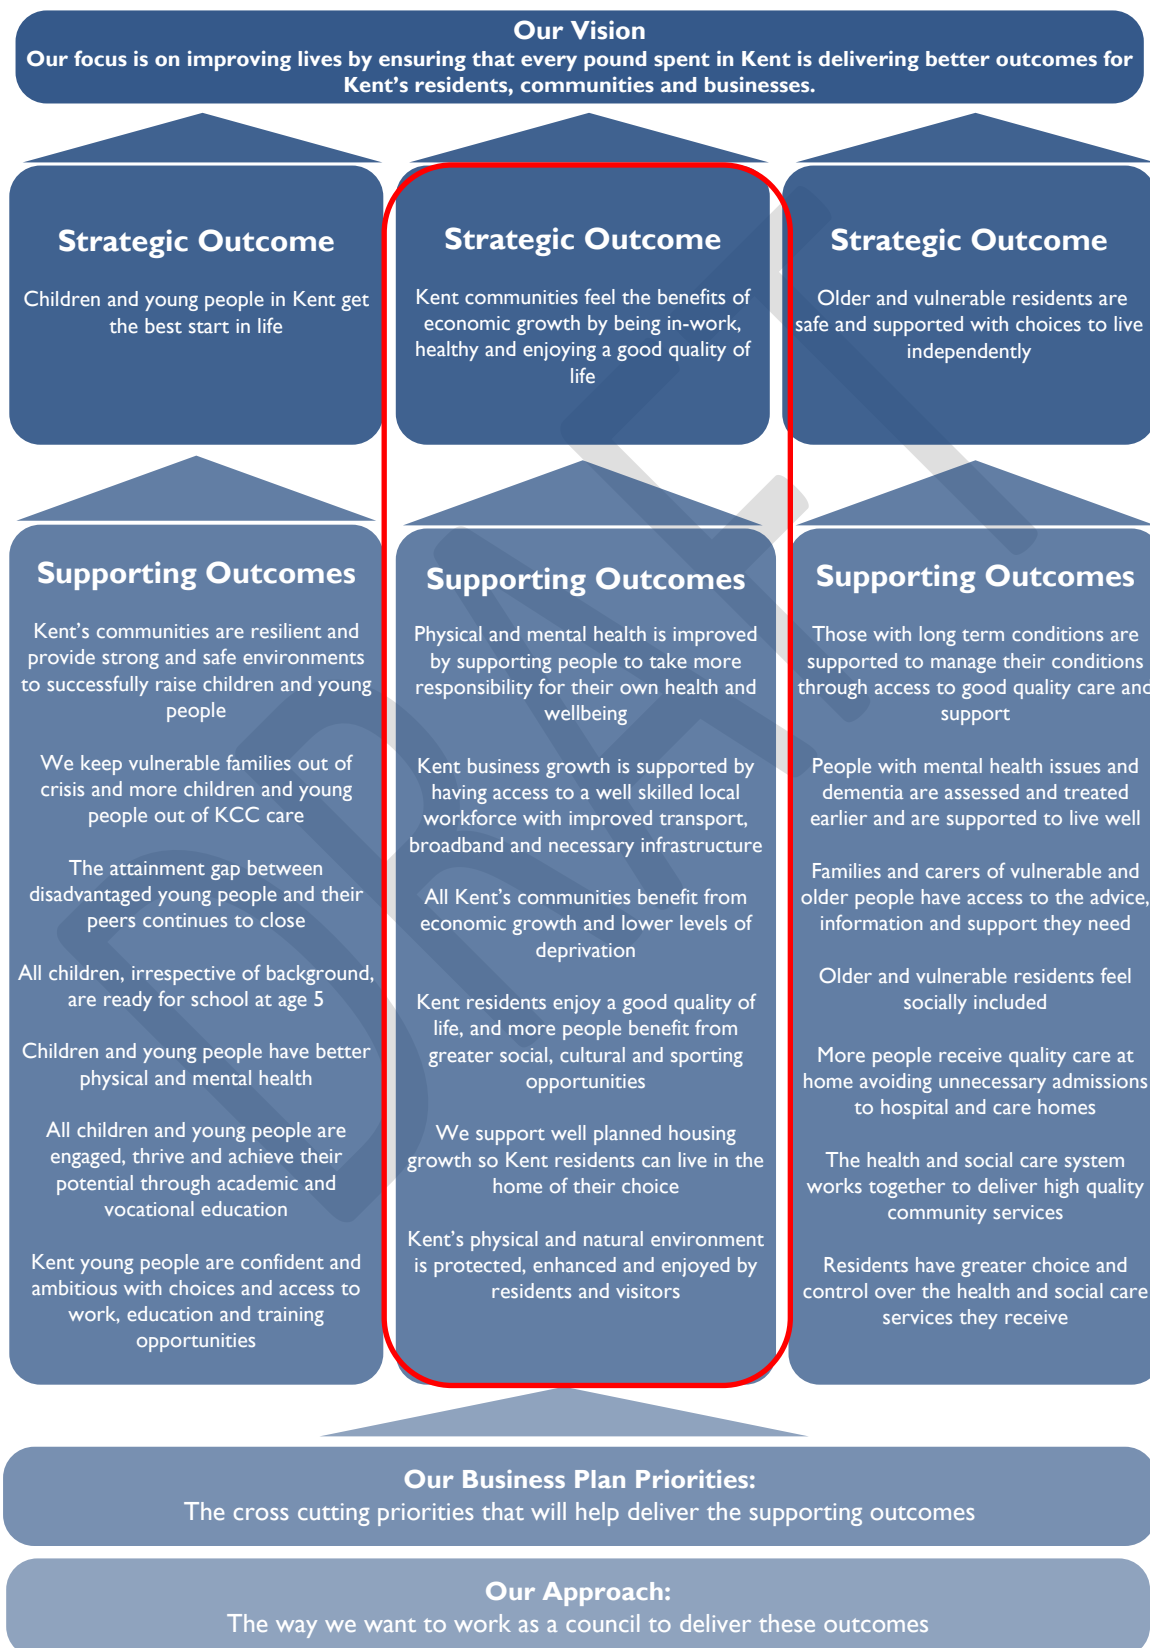 Our Vision
Our focus is on improving lives by ensuring that every pound spent in Kent is delivering better outcomes for
Kent’s residents, communities and businesses.
Strategic Outcome
Children and young people in Kent get
the best start in life
Strategic Outcome
Kent communities feel the benefits of
economic growth by being in-work,
healthy and enjoying a good quality of
life
Strategic Outcome
Older and vulnerable residents are
safe and supported with choices to live
independently
Supporting Outcomes
Kent’s communities are resilient and
provide strong and safe environments
to successfully raise children and young
people
We keep vulnerable families out of
crisis and more children and young
people out of KCC care
The attainment gap between
disadvantaged young people and their
peers continues to close
All children, irrespective of background,
are ready for school at age 5
Children and young people have better
physical and mental health
All children and young people are
engaged, thrive and achieve their
potential through academic and
vocational education
Kent young people are confident and
ambitious with choices and access to
work, education and training
opportunities
Supporting Outcomes
Physical and mental health is improved
by supporting people to take more
responsibility for their own health and
wellbeing
Kent business growth is supported by
having access to a well skilled local
workforce with improved transport,
broadband and necessary infrastructure
All Kent’s communities benefit from
economic growth and lower levels of
deprivation
Kent residents enjoy a good quality of
life, and more people benefit from
greater social, cultural and sporting
opportunities
We support well planned housing
growth so Kent residents can live in the
home of their choice
Kent’s physical and natural environment
is protected, enhanced and enjoyed by
residents and visitors
Supporting Outcomes
Those with long term conditions are
supported to manage their conditions
through access to good quality care and
support
People with mental health issues and
dementia are assessed and treated
earlier and are supported to live well
Families and carers of vulnerable and
older people have access to the advice,
information and support they need
Older and vulnerable residents feel
socially included
More people receive quality care at
home avoiding unnecessary admissions
to hospital and care homes
The health and social care system
works together to deliver high quality
community services
Residents have greater choice and
control over the health and social care
services they receive
Our Business Plan Priorities:
The cross cutting priorities that will help deliver the supporting outcomes
Our Approach:
The way we want to work as a council to deliver these outcomes
DRAFT